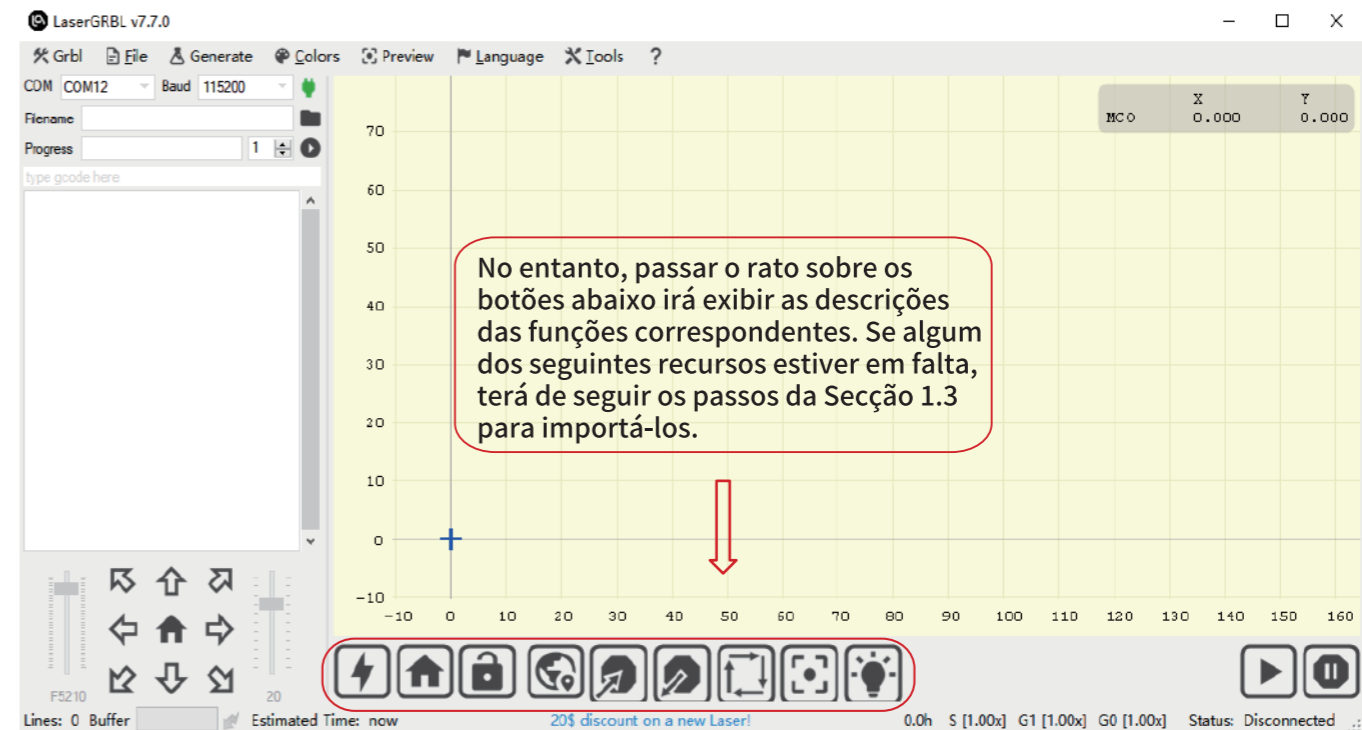 LaserGRBL v7.7.0
Grbl File Generate Colors Preview Language Tools ?
COM COM12 Baud 115200
Filename
Progress 1
type gcode here
X Y
MCO 0.000 0.000
70
60
50
40
30
20
10
0
-10
-10 0 10 20 30 40 50 60 70 80 90 100 110 120 130 140 150 160
No entanto, passar o rato sobre os
botões abaixo irá exibir as descrições
das funções correspondentes. Se algum
dos seguintes recursos estiver em falta,
terá de seguir os passos da Secção 1.3
para importá-los.
F5210 20
Lines: 0 Buffer Estimated Time: now 20$ discount on a new Laser! 0.0h S [1.00x] G1 [1.00x] G0 [1.00x] Status: Disconnected